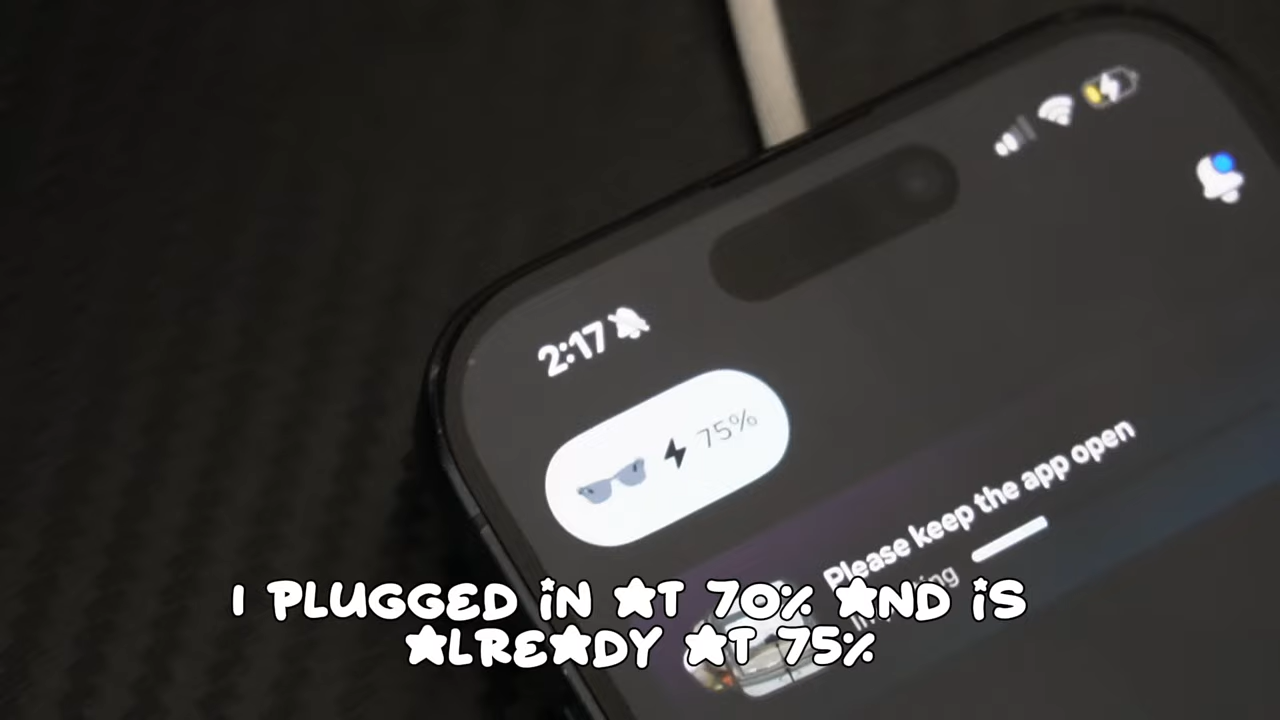 2:17
75%
Please keep the app open
I PLUGGED IN AT 70% AND IS
ALREADY AT 75%